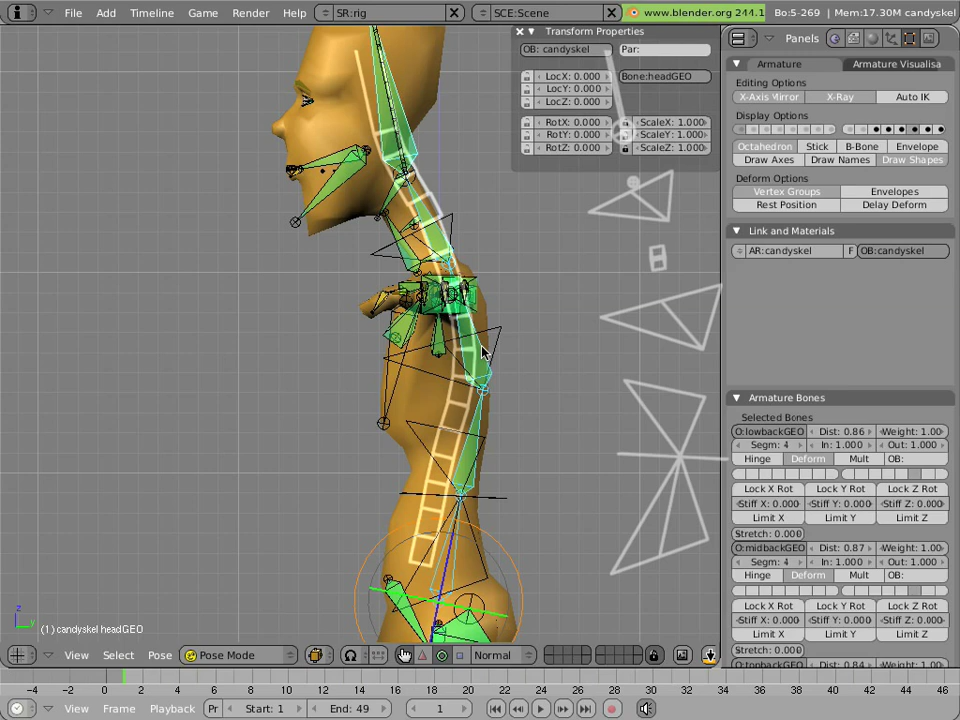 File Add Timeline Game Render Help SR:rig SCE:Scene www.blender.org 244.1 Bo:5-269 | Mem:17.30M candyskel
Transform Properties
OB: candyskel Par:
LocX: 0.000 Bone:headGEO
LocY: 0.000
LocZ: 0.000
RotX: 0.000 ScaleX: 1.000
RotY: 0.000 ScaleY: 1.000
RotZ: 0.000 ScaleZ: 1.000
Panels
Armature Armature Visualisa
Editing Options
X-Axis Mirror X-Ray Auto IK
Display Options
Octahedron Stick B-Bone Envelope
Draw Axes Draw Names Draw Shapes
Deform Options
Vertex Groups Envelopes
Rest Position Delay Deform
Link and Materials
AR:candyskel F OB:candyskel
Armature Bones
Selected Bones
O:lowbackGEO Dist: 0.86 Weight: 1.00
Segm: 4 In: 1.000 Out: 1.000
Hinge Deform Mult OB:
Lock X Rot Lock Y Rot Lock Z Rot
Stiff X: 0.000 Stiff Y: 0.000 Stiff Z: 0.000
Limit X Limit Y Limit Z
Stretch: 0.000
O:midbackGEO Dist: 0.87 Weight: 1.00
Segm: 4 In: 1.000 Out: 1.000
Hinge Deform Mult OB:
Lock X Rot Lock Y Rot Lock Z Rot
Stiff X: 0.000 Stiff Y: 0.000 Stiff Z: 0.000
Limit X Limit Y Limit Z
Stretch: 0.000
O:topbackGEO Dist: 0.84 Weight: 1.00
z
y
(1) candyskel headGEO
View Select Pose Pose Mode Normal
-4 -2 0 2 4 6 8 10 12 14 16 18 20 22 24 26 28 30 32 34 36 38 40 42 44 46
View Frame Playback Pr Start: 1 End: 49 1